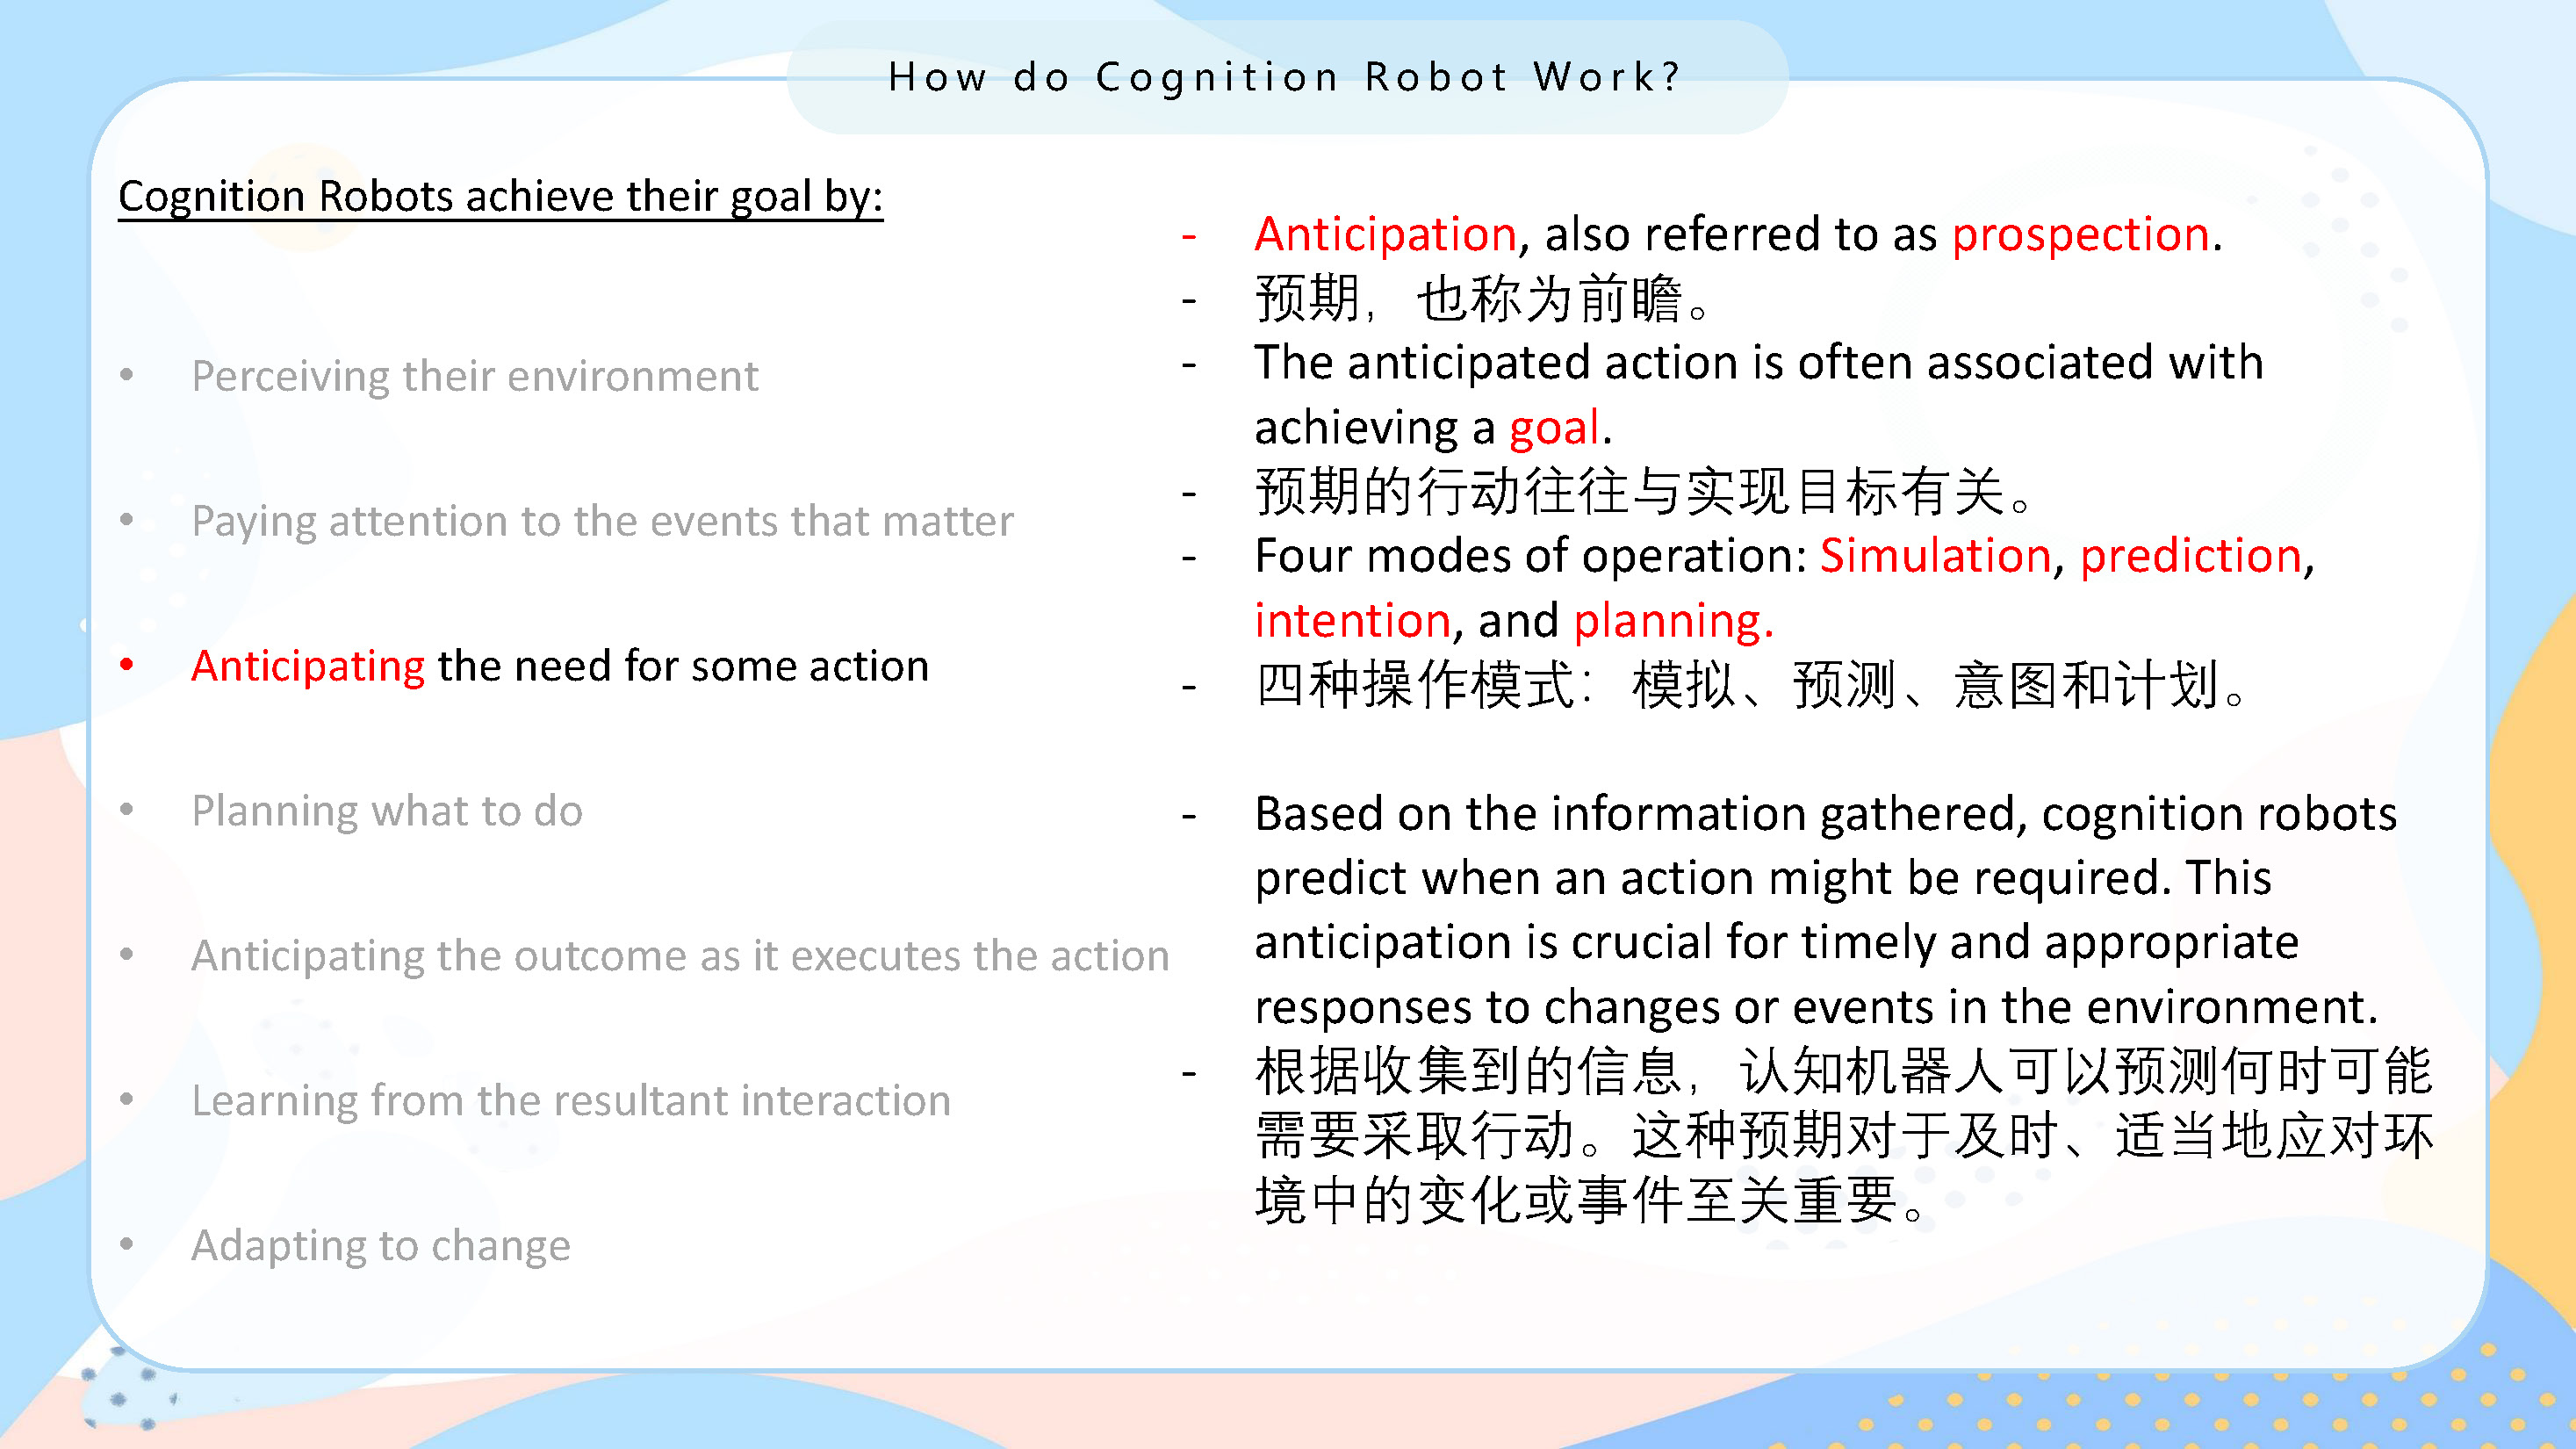 How do Cognition Robot Work?
Cognition Robots achieve their goal by:
• Perceiving their environment
• Paying attention to the events that matter
• Anticipating the need for some action
• Planning what to do
• Anticipating the outcome as it executes the action
• Learning from the resultant interaction
• Adapting to change
- Anticipation, also referred to as prospection.
- 预期，也称为前瞻。
- The anticipated action is often associated with
achieving a goal.
- 预期的行动往往与实现目标有关。
- Four modes of operation: Simulation, prediction,
intention, and planning.
- 四种操作模式：模拟、预测、意图和计划。
- Based on the information gathered, cognition robots
predict when an action might be required. This
anticipation is crucial for timely and appropriate
responses to changes or events in the environment.
- 根据收集到的信息，认知机器人可以预测何时可能
需要采取行动。这种预期对于及时、适当地应对环
境中的变化或事件至关重要。